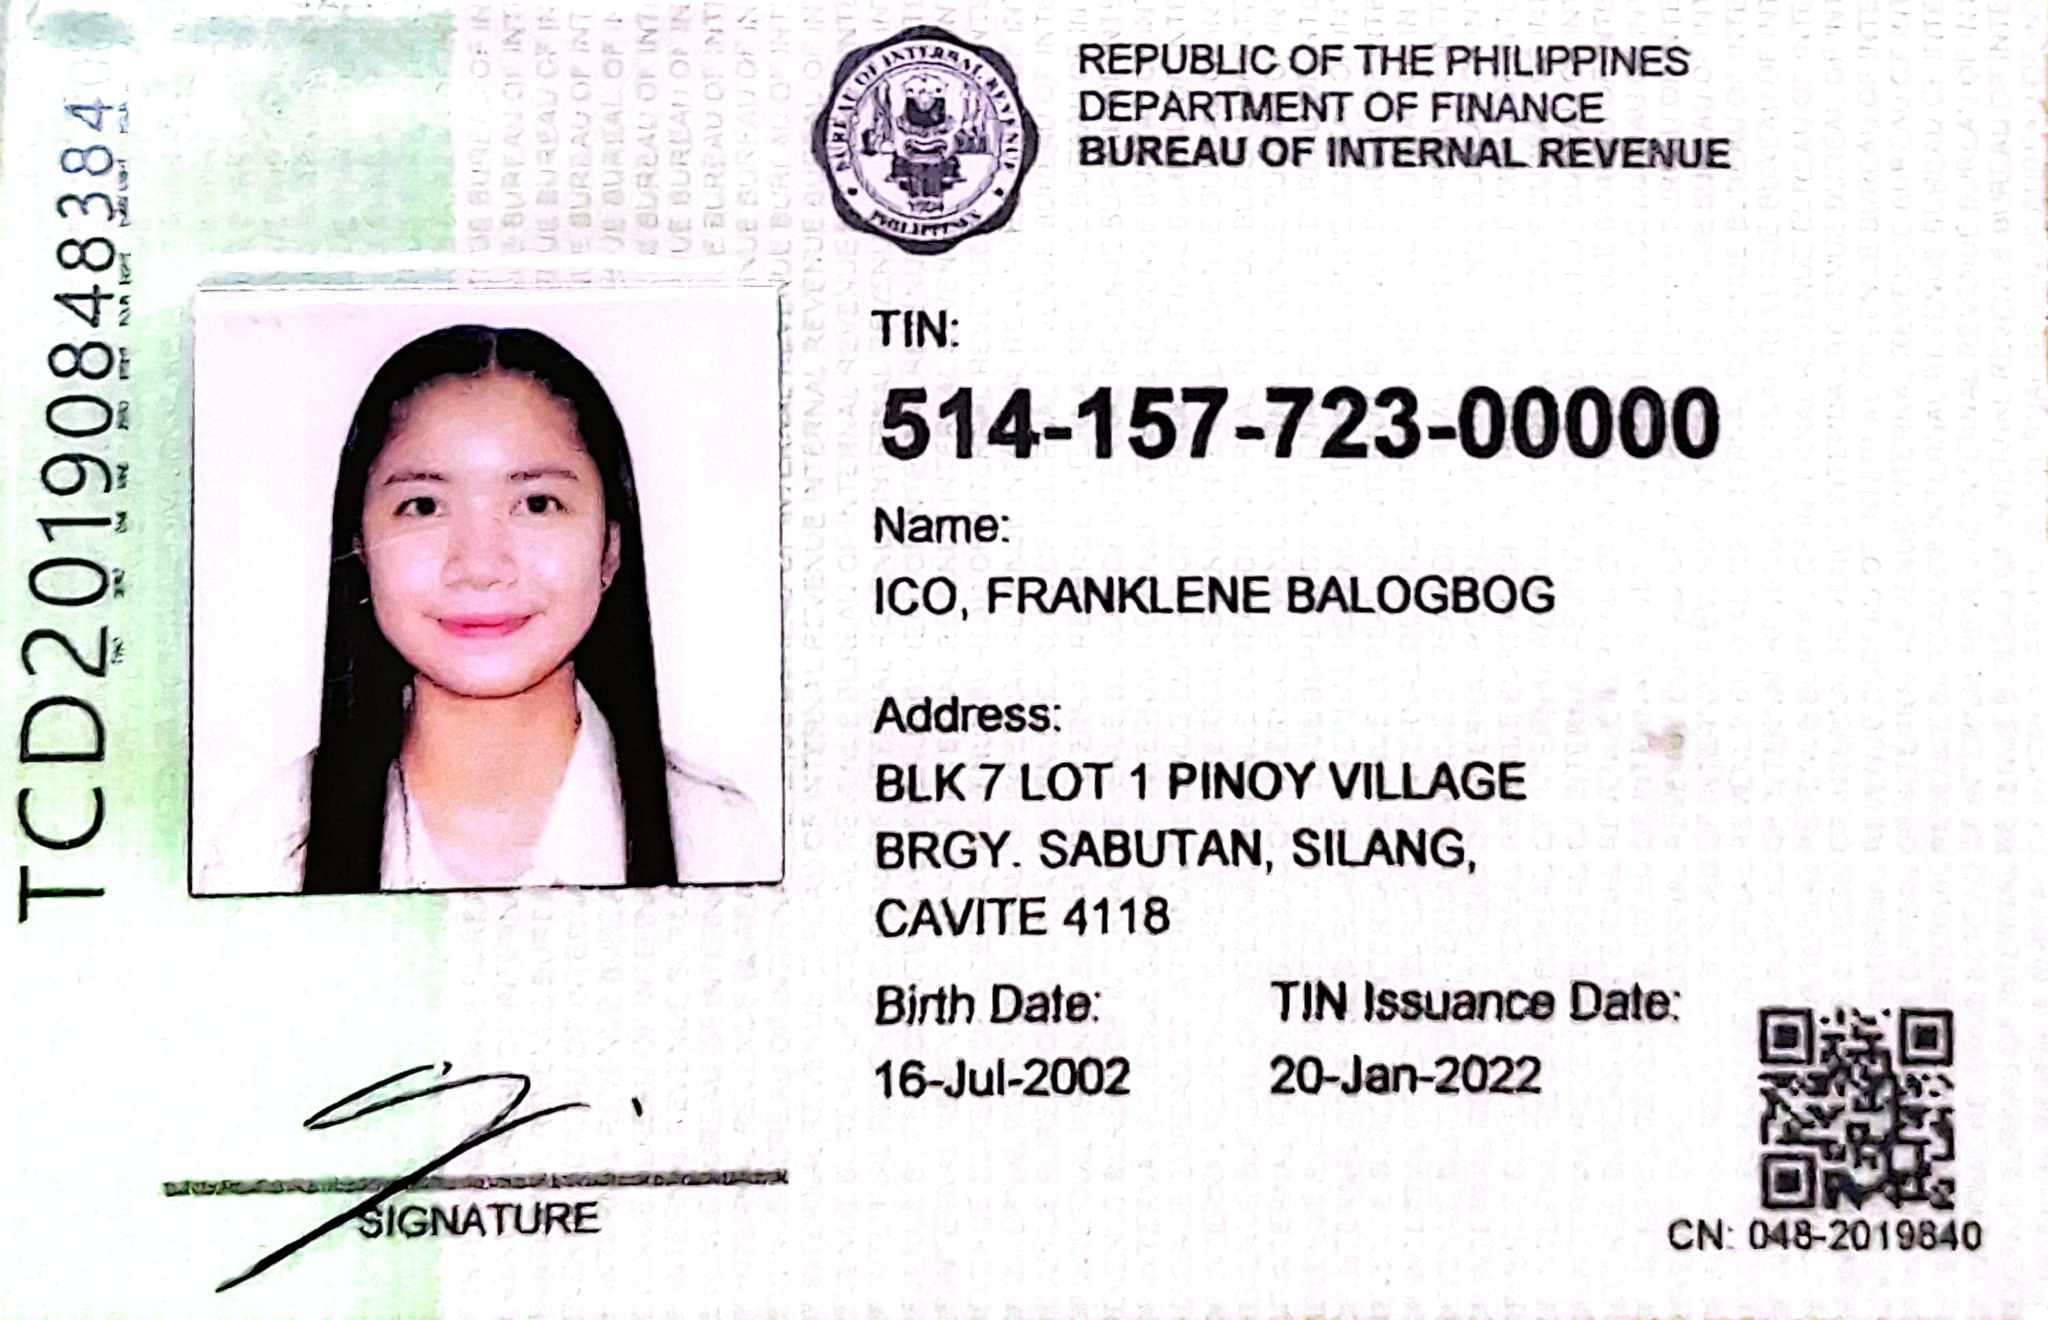 TCD201908448384
BUREAU OF INTERNAL REVENUE
PHILIPPINES
REPUBLIC OF THE PHILIPPINES
DEPARTMENT OF FINANCE
BUREAU OF INTERNAL REVENUE
TIN:
514-157-723-00000
Name:
ICO, FRANKLENE BALOGBOG
Address:
BLK 7 LOT 1 PINOY VILLAGE
BRGY. SABUTAN, SILANG,
CAVITE 4118
Birth Date:
16-Jul-2002
TIN Issuance Date:
20-Jan-2022
SIGNATURE
CN: 048-2019840